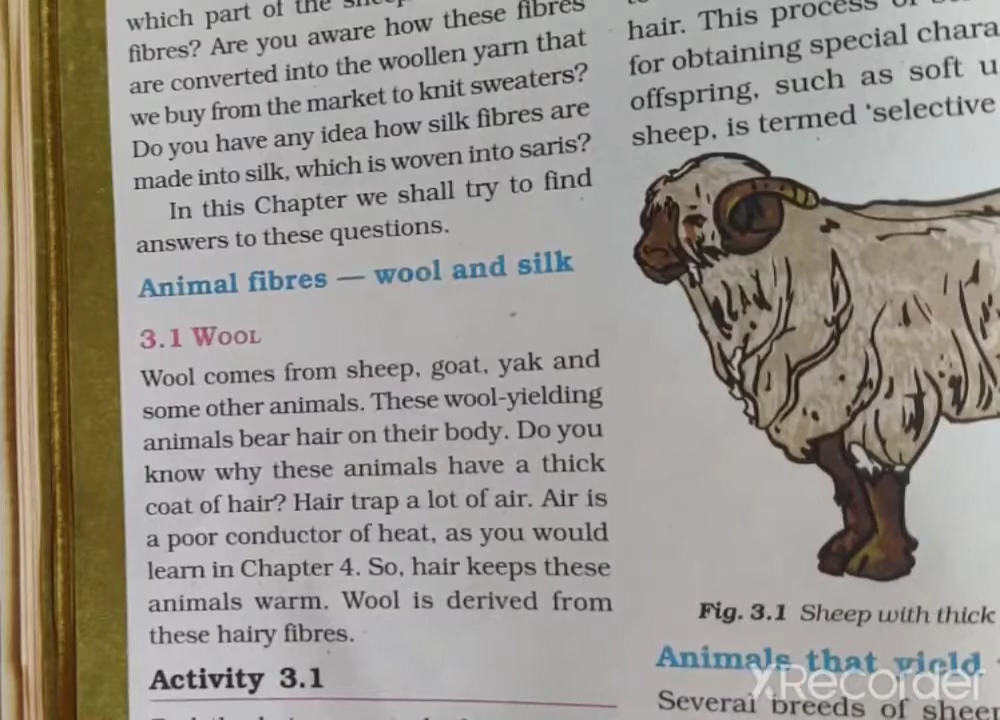 which part of the
fibres? Are you aware how these fibres
are converted into the woollen yarn that
we buy from the market to knit sweaters?
Do you have any idea how silk fibres are
made into silk, which is woven into saris?
In this Chapter we shall try to find
answers to these questions.
Animal fibres — wool and silk
3.1 WOOL
Wool comes from sheep, goat, yak and
some other animals. These wool-yielding
animals bear hair on their body. Do you
know why these animals have a thick
coat of hair? Hair trap a lot of air. Air is
a poor conductor of heat, as you would
learn in Chapter 4. So, hair keeps these
animals warm. Wool is derived from
these hairy fibres.
Activity 3.1
hair. This process
for obtaining special chara
offspring, such as soft u
sheep, is termed 'selective
Fig. 3.1 Sheep with thick
Animals that yield
Several breeds of sheep
XRecorder